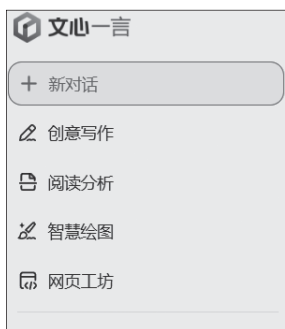 文心一言
新对话
创意写作
阅读分析
智慧绘图
网页工坊